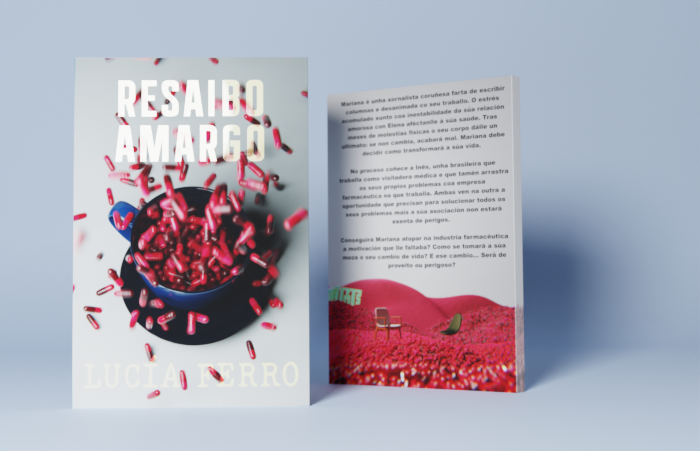 RESAIBO
AMARGO
LUCÍA FERRO
Mariana é unha xornalista coruñesa farta de escribir
columnas e desanimada co seu traballo. O estrés
acumulado xunto coa inestabilidade da súa relación
amorosa con Elena aféctanlle á súa saúde. Tras
meses de molestias físicas o seu corpo dálle un
ultimato: se non cambia, acabará mal. Mariana debe
decidir como transformará a súa vida.
No proceso coñece a Inés, unha brasileira que
traballa como visitadora médica e que tamén arrastra
os seus propios problemas coa empresa
farmacéutica na que traballa. Ambas ven na outra a
oportunidade que precisan para solucionar todos os
seus problemas mais a súa asociación non estará
exenta de perigos.
Conseguirá Mariana atopar na industria farmacéutica
a motivación que lle faltaba? Como se tomará a súa
moza o seu cambio de vida? E ese cambio... Será de
proveito ou perigoso?